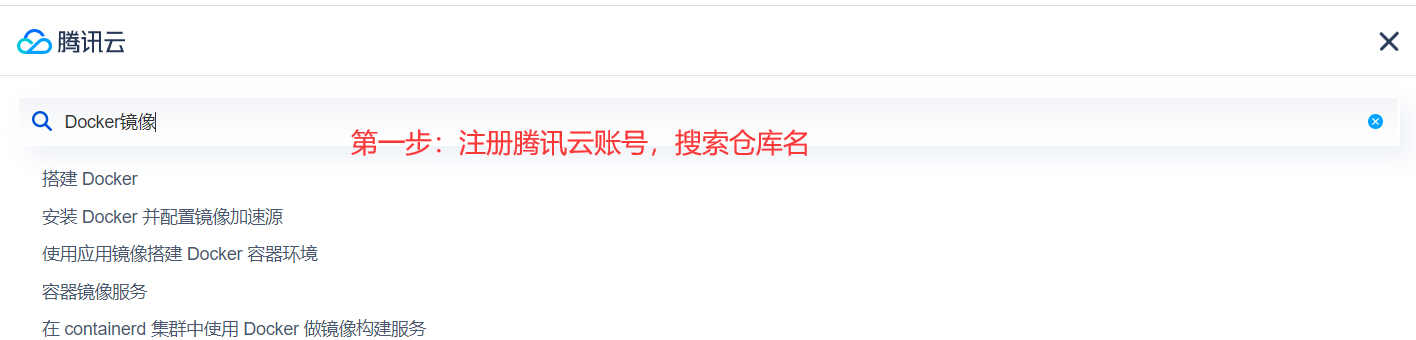 腾讯云
Docker镜像
第一步：注册腾讯云账号，搜索仓库名
搭建 Docker
安装 Docker 并配置镜像加速源
使用应用镜像搭建 Docker 容器环境
容器镜像服务
在 containerd 集群中使用 Docker 做镜像构建服务